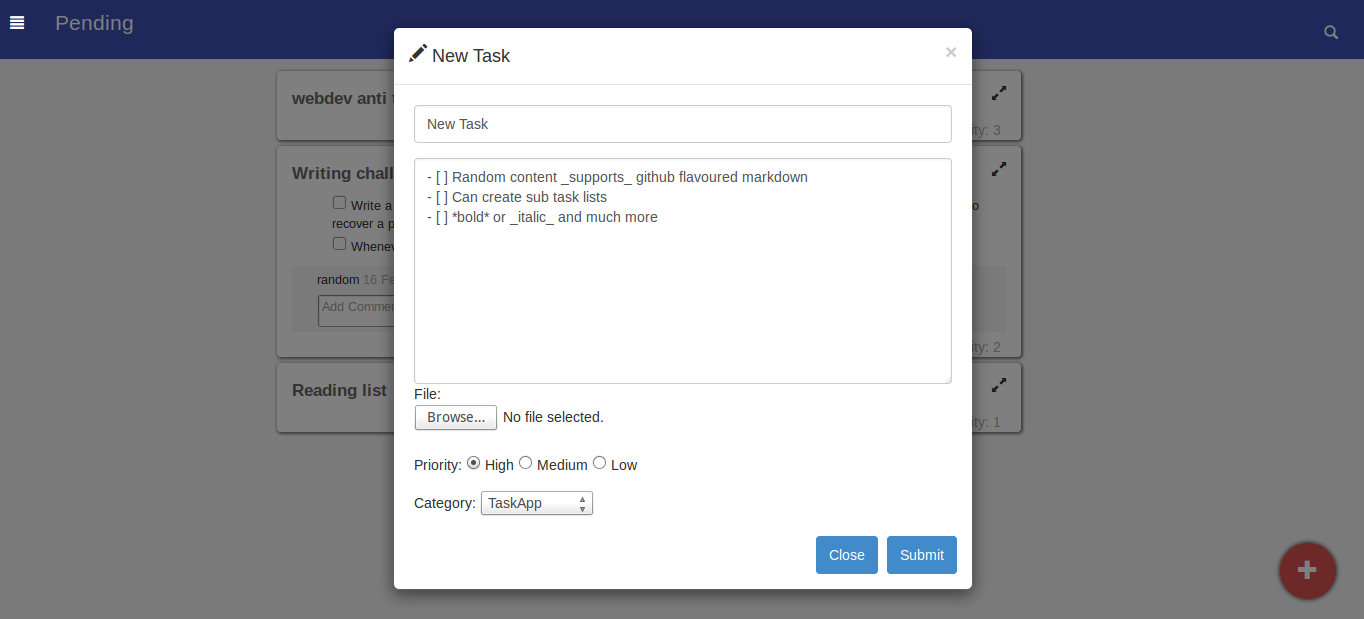 Pending
New Task
×
webdev anti
ity: 3
New Task
- [ ] Random content _supports_ github flavoured markdown
- [ ] Can create sub task lists
- [ ] *bold* or _italic_ and much more
Writing chall
Write a
recover a p
Whenev
random 16 Fe
Add Commen
ity: 2
Reading list
ity: 1
File:
Browse... No file selected.
Priority: High Medium Low
Category: TaskApp
Close Submit